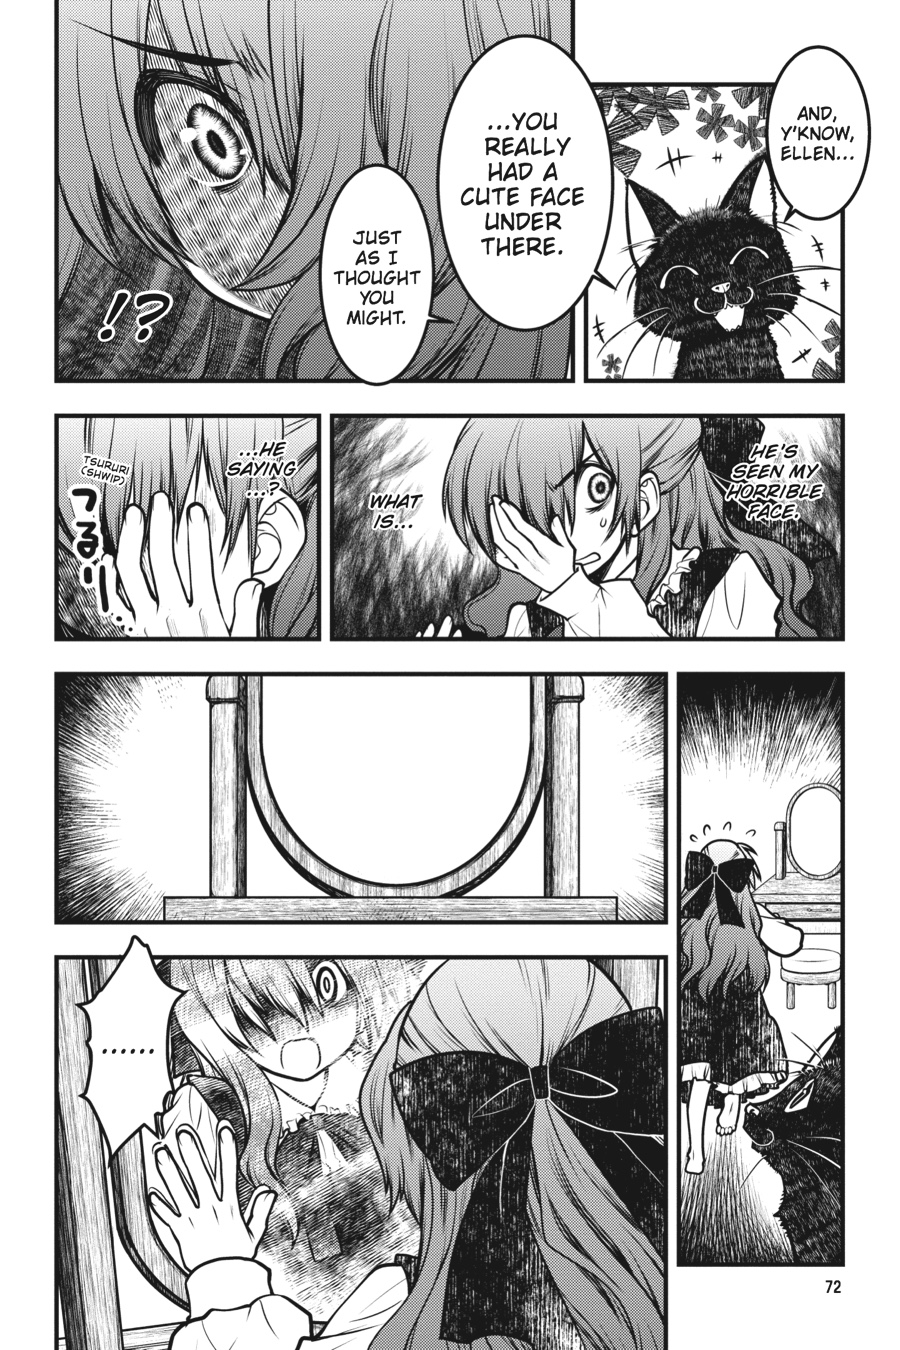 AND,
Y'KNOW,
ELLEN...
...YOU
REALLY
HAD A
CUTE FACE
UNDER
THERE.
JUST
AS I
THOUGHT
YOU
MIGHT.
!?
HE'S
SEEN MY
HORRIBLE
FACE.
WHAT
IS...
...HE
SAYING
...?
TSURURI
(SHWIP)
つるり
......
72